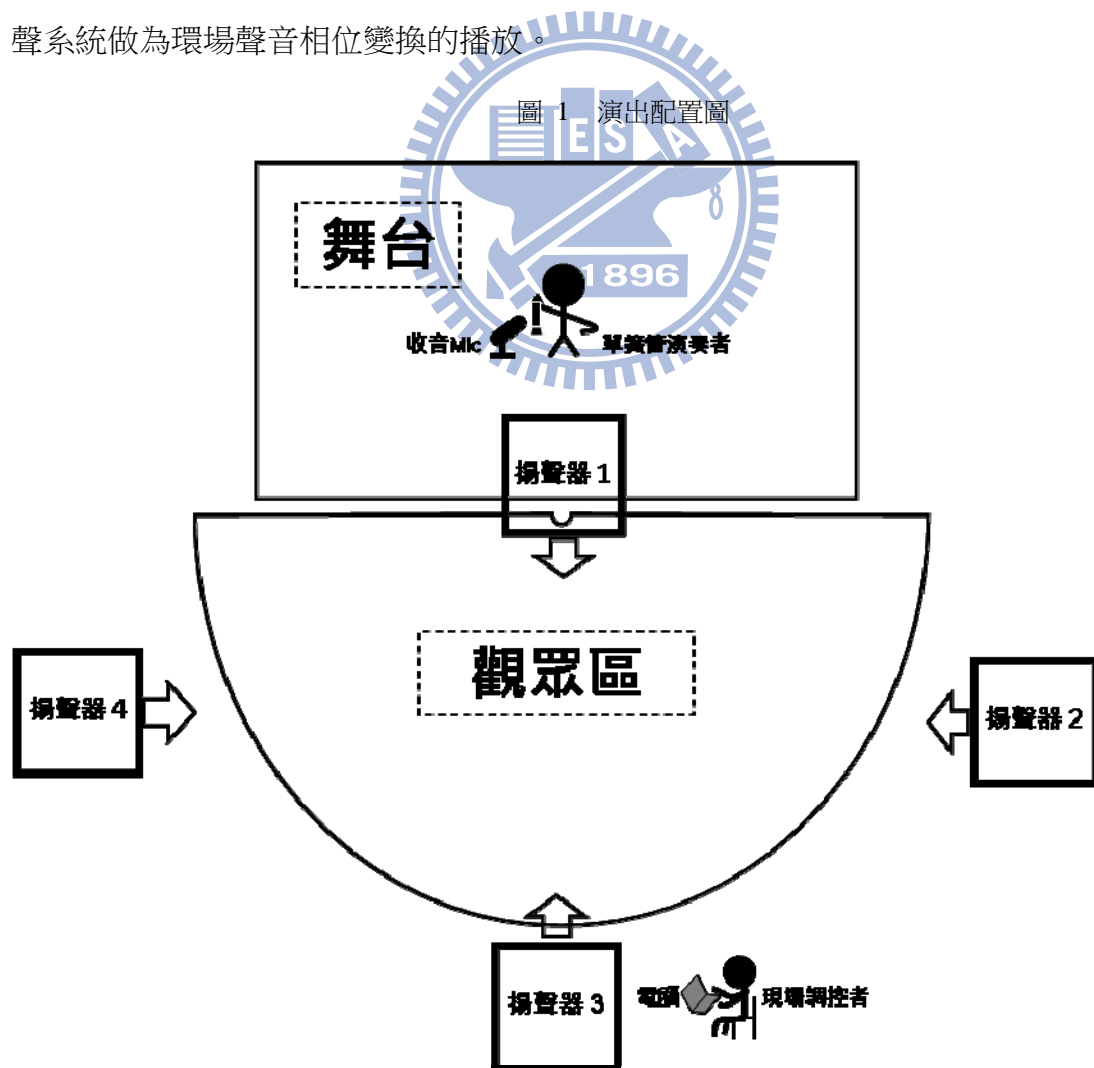 聲系統做為環場聲音相位變換的播放。
圖 1 演出配置圖
E S A
舞台
8
1896
收音Mic
單簧管演奏者
揚聲器 1
觀眾區
揚聲器 4
揚聲器 2
揚聲器 3
電腦
現場調控者